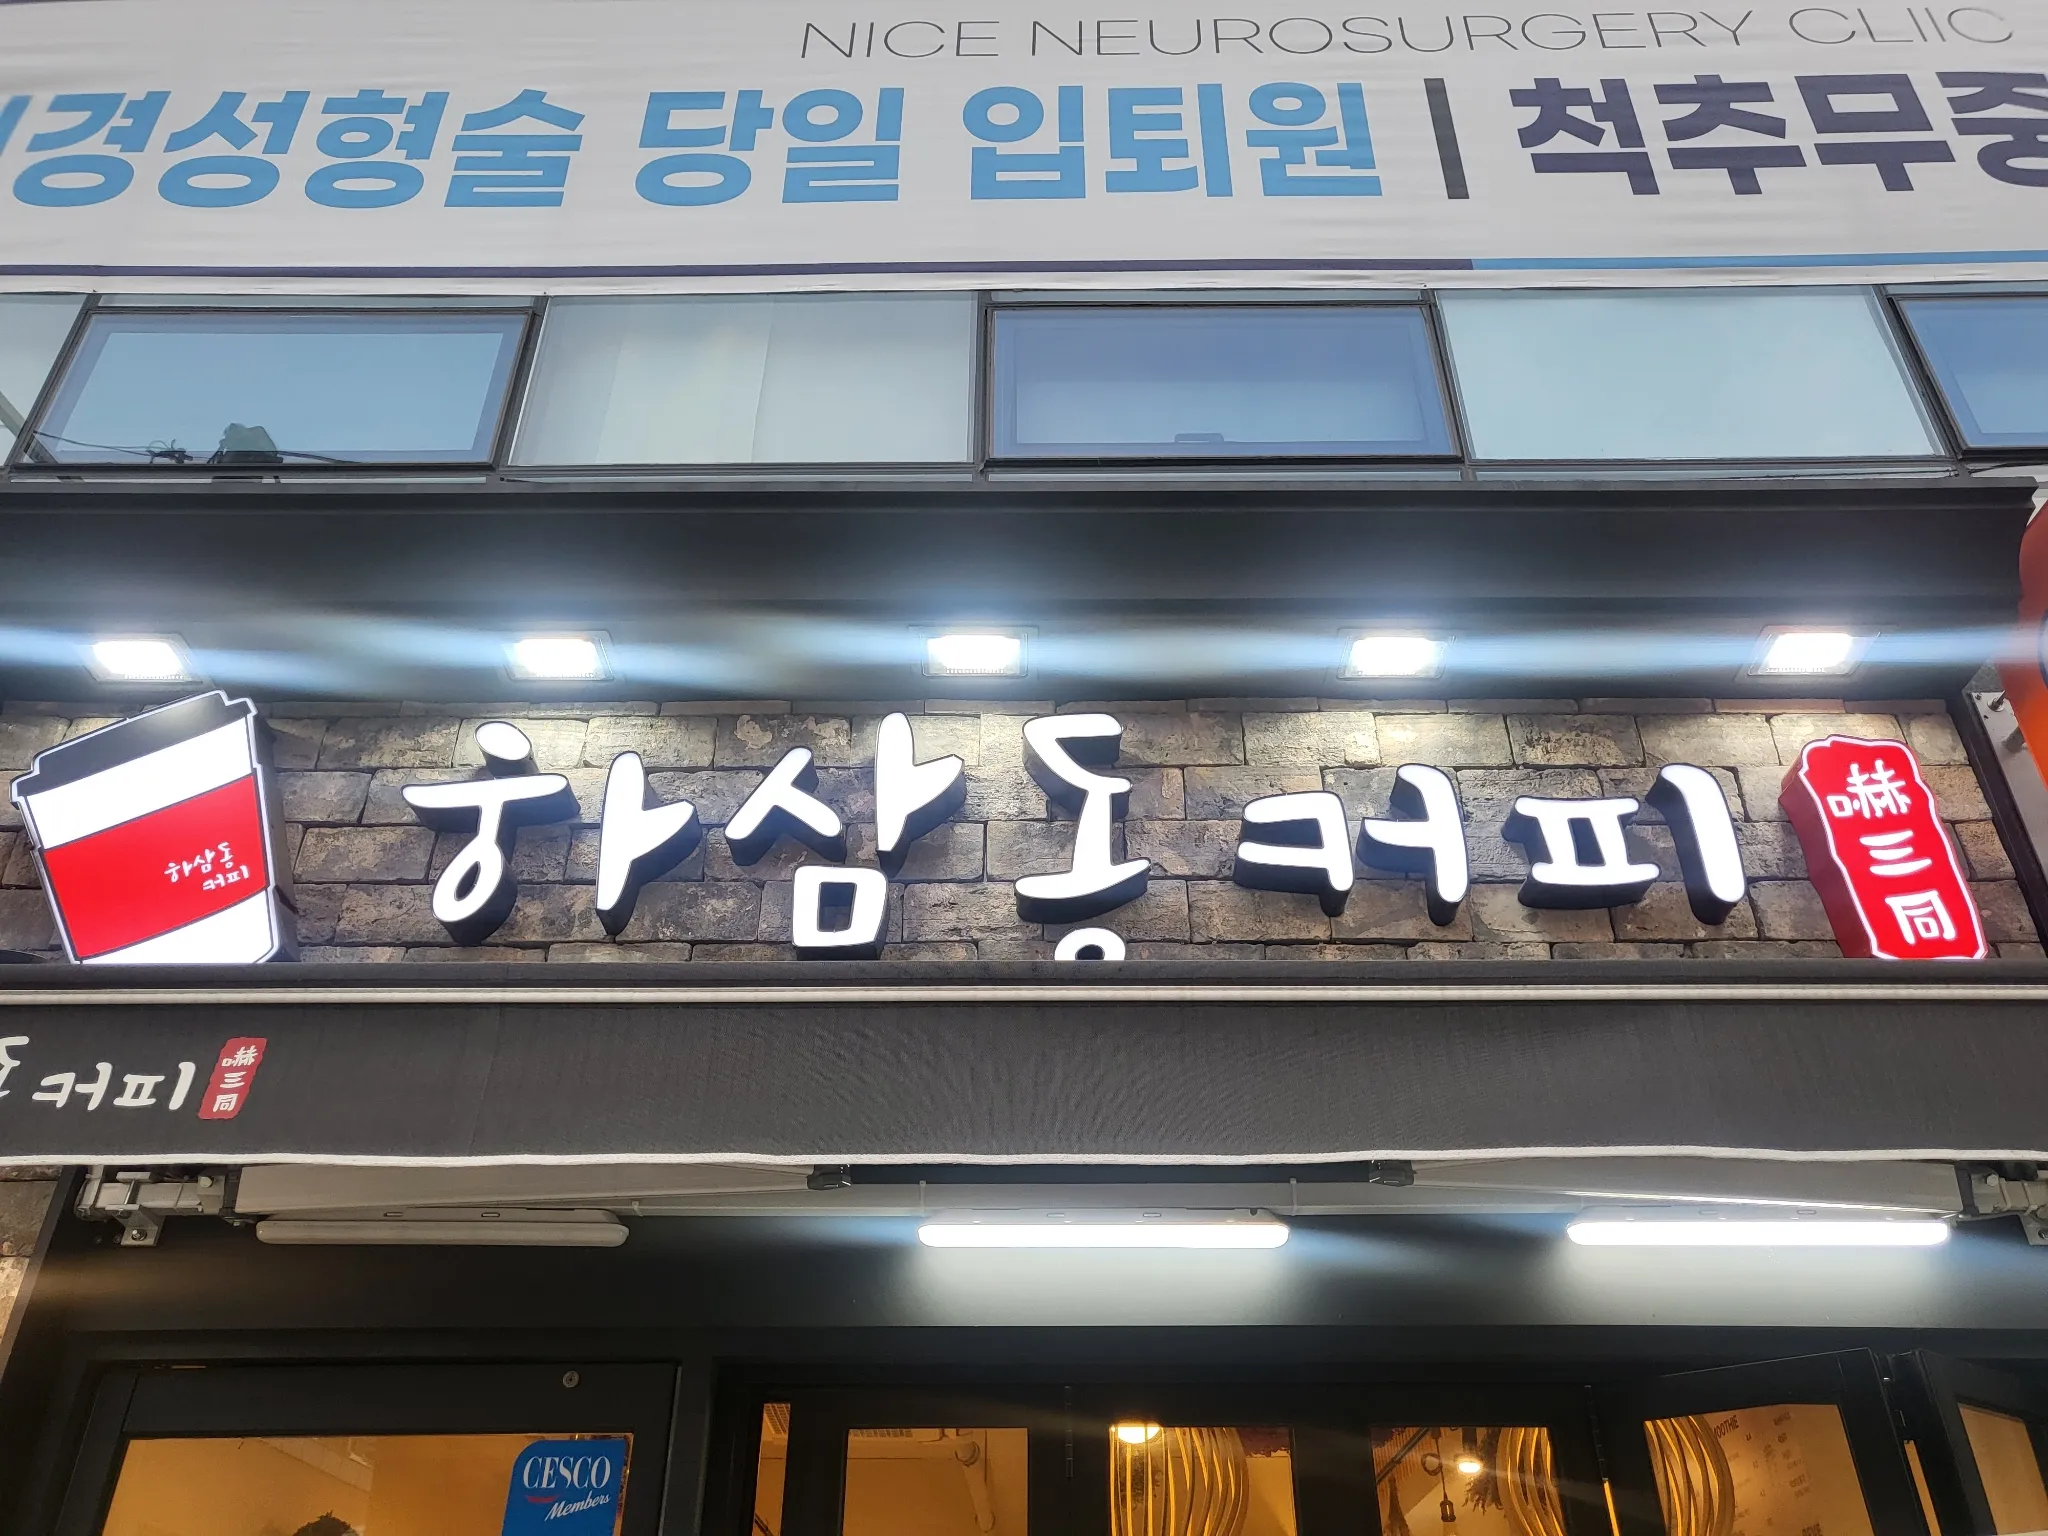 NICE NEUROSURGERY CLIIC
경성형술 당일 입퇴원 | 척추무중
하삼동커피
嚇三同
하삼동
커피
커피
嚇三同
CESCO
Members